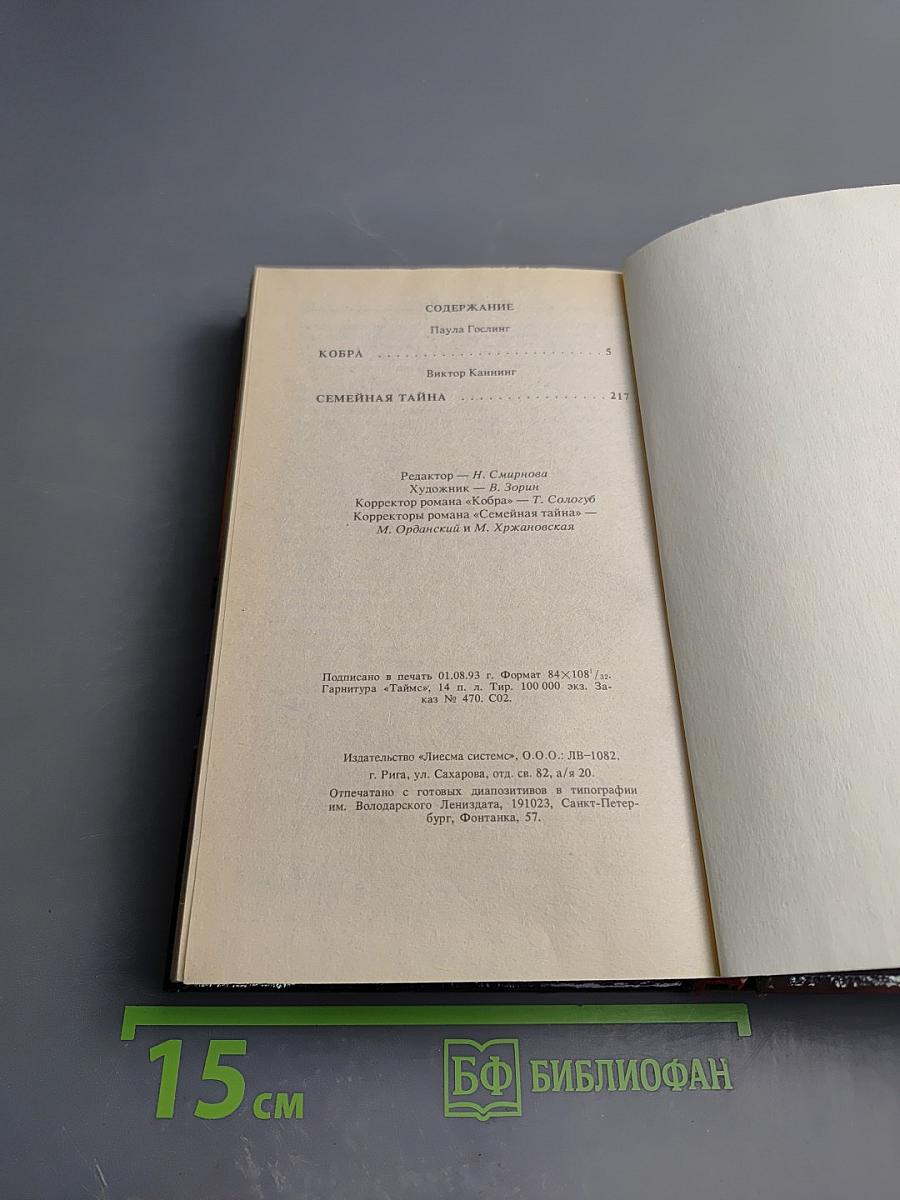 СОДЕРЖАНИЕ
Паула Гослинг
КОБРА . . . . . . . . . . . . . . . . . . . . . . . . . . 5
Виктор Каннинг
СЕМЕЙНАЯ ТАЙНА . . . . . . . . . . . . . . . . . 217
Редактор — Н. Смирнова
Художник — В. Зорин
Корректор романа «Кобра» — Т. Сологуб
Корректоры романа «Семейная тайна» —
М. Орданский и М. Хржановская
Подписано в печать 01.08.93 г. Формат 84×108¹/₃₂.
Гарнитура «Таймс», 14 п. л. Тир. 100 000 экз. За-
каз № 470. С02.
Издательство «Лиесма системс», О.О.О.: ЛВ–1082,
г. Рига, ул. Сахарова, отд. св. 82, а/я 20.
Отпечатано с готовых диапозитивов в типографии
им. Володарского Лениздата, 191023, Санкт-Петер-
бург, Фонтанка, 57.
15 см
БФ БИБЛИОФАН